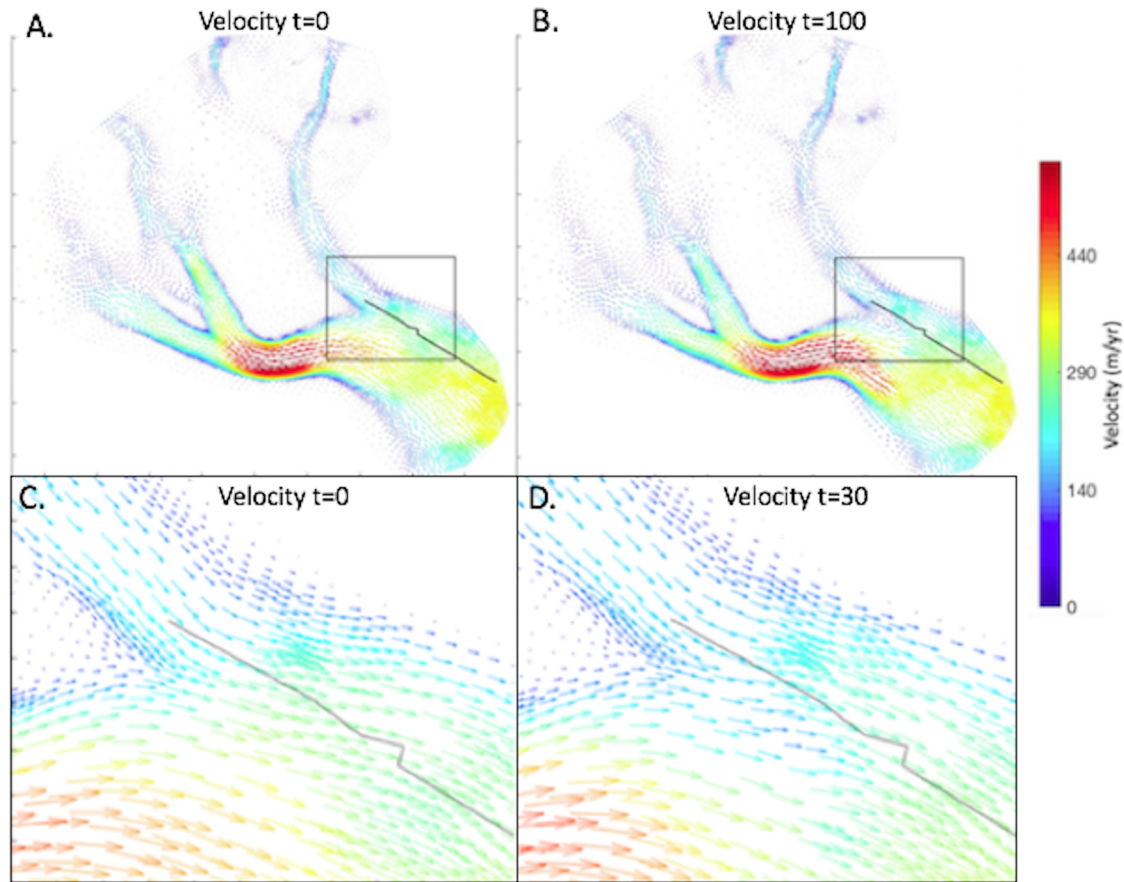 A.
Velocity t=0
B.
Velocity t=100
440
290
140
0
Velocity (m/yr)
C.
Velocity t=0
D.
Velocity t=30